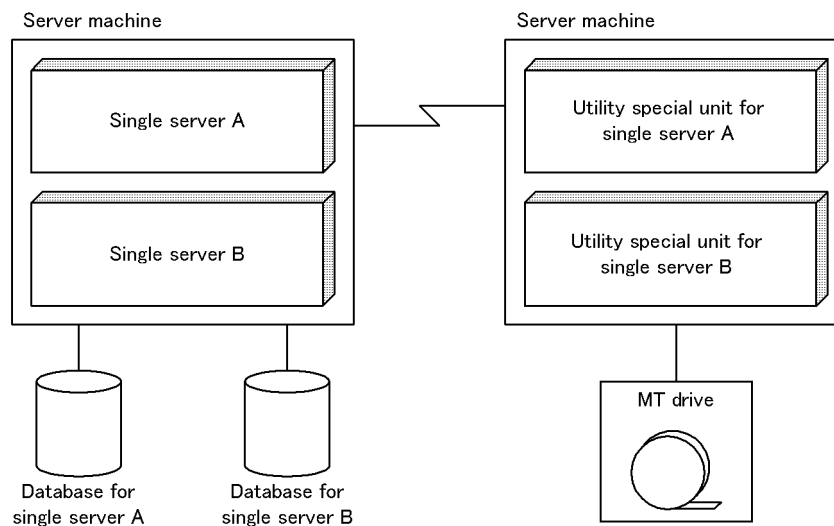 Server machine
Single server A
Single server B
Database for
single server A
Database for
single server B
Server machine
Utility special unit for
single server A
Utility special unit for
single server B
MT drive